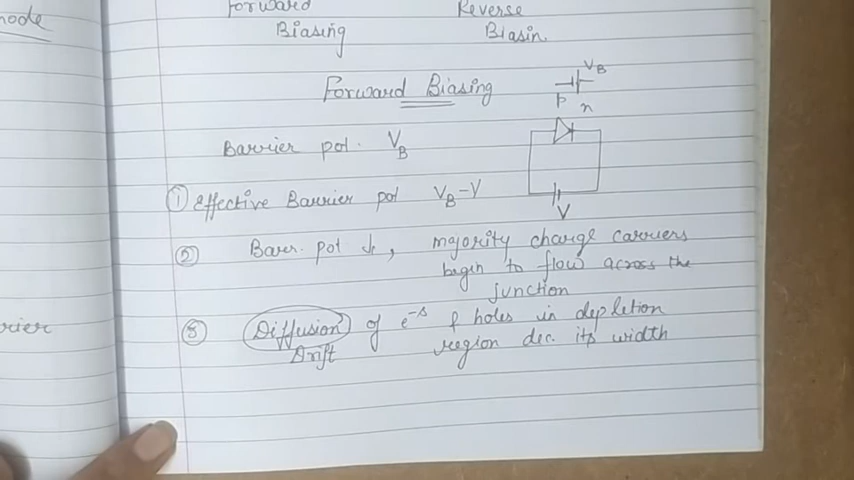 node
Forward Reverse
Biasing Biasin.
Forward Biasing
VB
p n
Barrier pot. VB
① Effective Barrier pot VB-V
V
② Barr. pot ↓, majority charge carriers
begin to flow across the
junction
③ Diffusion of e-s & holes in depletion
Drift region dec. its width
rier